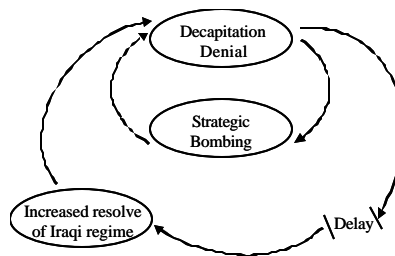 Decapitation
Denial
Strategic
Bombing
Increased resolve
of Iraqi regime
Delay